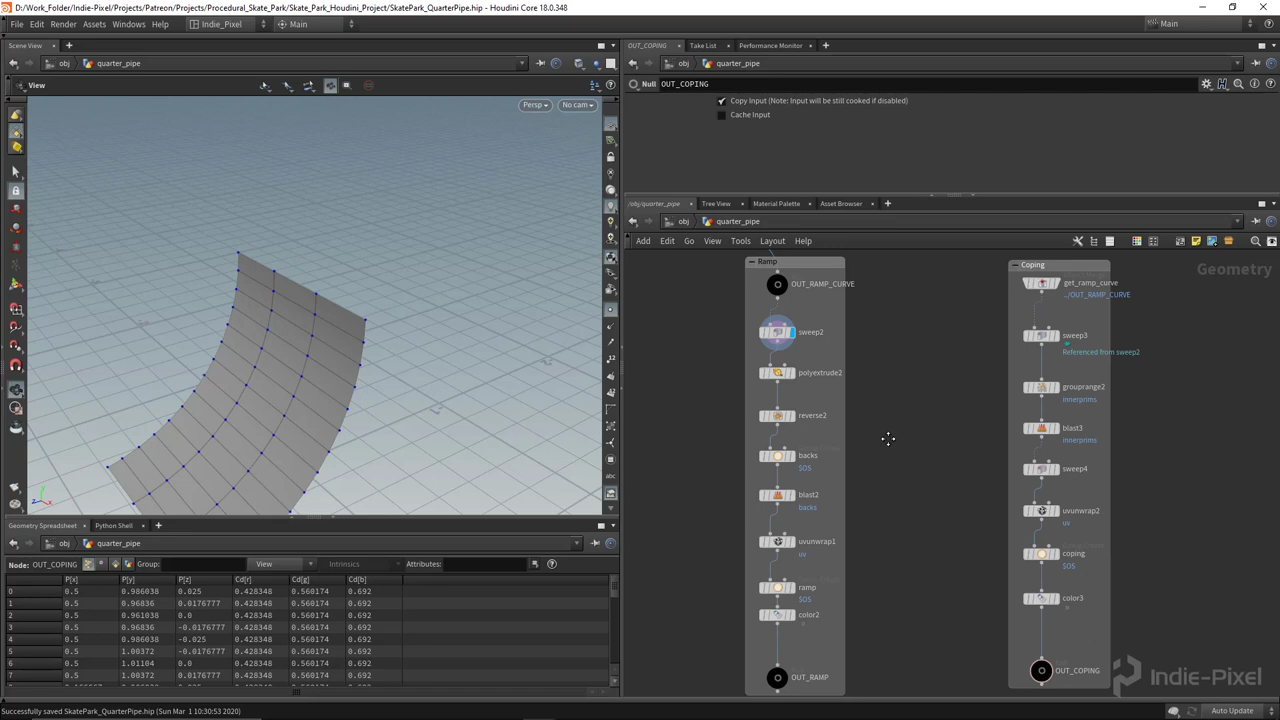 D:/Work_Folder/Indie_Pixel/Projects/Patreon/Projects/Procedural_Skate_Park/Skate_Park_Houdini_Project/SkatePark_QuarterPipe.hip - Houdini Core 18.0.348
File Edit Render Assets Windows Help Indie_Pixel Main Main
Scene View
obj quarter_pipe
View
Persp No cam
OUT_COPING Take List Performance Monitor
obj quarter_pipe
Null OUT_COPING
Copy Input (Note: Input will be still cooked if disabled)
Cache Input
/obj/quarter_pipe Tree View Material Palette Asset Browser
obj quarter_pipe
Add Edit Go View Tools Layout Help
Geometry
Ramp
OUT_RAMP_CURVE
sweep2
polyextrude2
reverse2
backs
$OS
blast2
backs
uvunwrap1
uv
ramp
$OS
color2
OUT_RAMP
Coping
get_ramp_curve
../OUT_RAMP_CURVE
sweep3
Referenced from sweep2
grouprange2
innerprims
blast3
innerprims
sweep4
uvunwrap2
uv
coping
$OS
color3
OUT_COPING
Indie-Pixel
Geometry Spreadsheet Python Shell
obj quarter_pipe
Node: OUT_COPING Group: View Intrinsics Attributes:
P[x] P[y] P[z] Cd[r] Cd[g] Cd[b]
0 0.5 0.986038 0.025 0.428348 0.560174 0.692
1 0.5 0.96836 0.0176777 0.428348 0.560174 0.692
2 0.5 0.961038 0.0 0.428348 0.560174 0.692
3 0.5 0.96836 -0.0176777 0.428348 0.560174 0.692
4 0.5 0.986038 -0.025 0.428348 0.560174 0.692
5 0.5 1.00372 -0.0176777 0.428348 0.560174 0.692
6 0.5 1.01104 0.0 0.428348 0.560174 0.692
7 0.5 1.00372 0.0176777 0.428348 0.560174 0.692
Successfully saved SkatePark_QuarterPipe.hip (Sun Mar 1 10:30:53 2020)
Auto Update